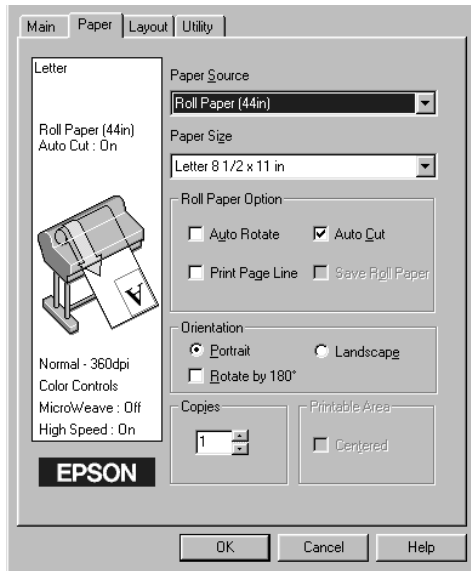 Main Paper Layout Utility
Letter
Roll Paper (44in)
Auto Cut : On
A
Normal - 360dpi
Color Controls
MicroWeave : Off
High Speed : On
EPSON
Paper Source
Roll Paper (44in)
Paper Size
Letter 8 1/2 x 11 in
Roll Paper Option
Auto Rotate Auto Cut
Print Page Line Save Roll Paper
Orientation
Portrait Landscape
Rotate by 180°
Copies Printable Area
1 Centered
OK Cancel Help